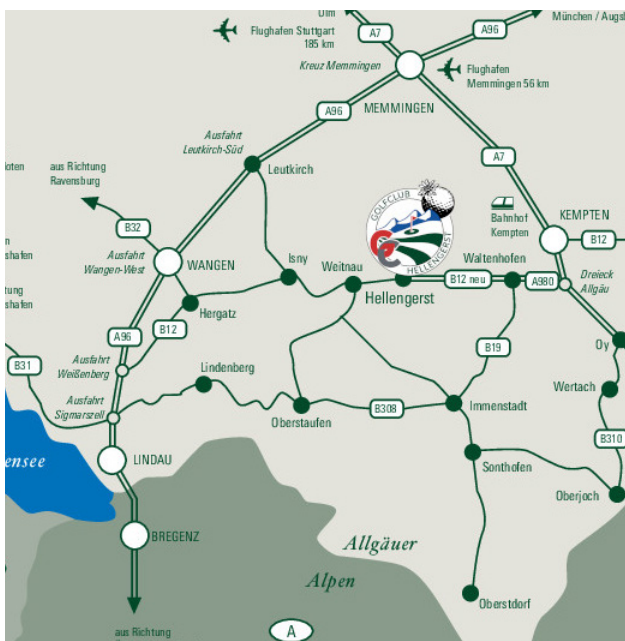 Ulm
München / Augsb
Flughafen Stuttgart
185 km
A7
A96
Kreuz Memmingen
Flughafen
Memmingen 56 km
A96
MEMMINGEN
Ausfahrt
Leutkirch-Süd
Leutkirch
A7
aus Richtung
Ravensburg
B32
GOLFCLUB
HELLENGERST
Bahnhof
Kempten
KEMPTEN
B12
Ausfahrt
Wangen-West
WANGEN
Isny
Weitnau
Waltenhofen
Hellengerst
B12 neu
A980
Dreieck
Allgäu
Hergatz
A96
B12
B19
Oy
B31
Ausfahrt
Weißenberg
Lindenberg
Wertach
Ausfahrt
Sigmarszell
Oberstaufen
B308
Immenstadt
B310
ensee
LINDAU
Sonthofen
Oberjoch
BREGENZ
Allgäuer
Alpen
Oberstdorf
aus Richtung
A